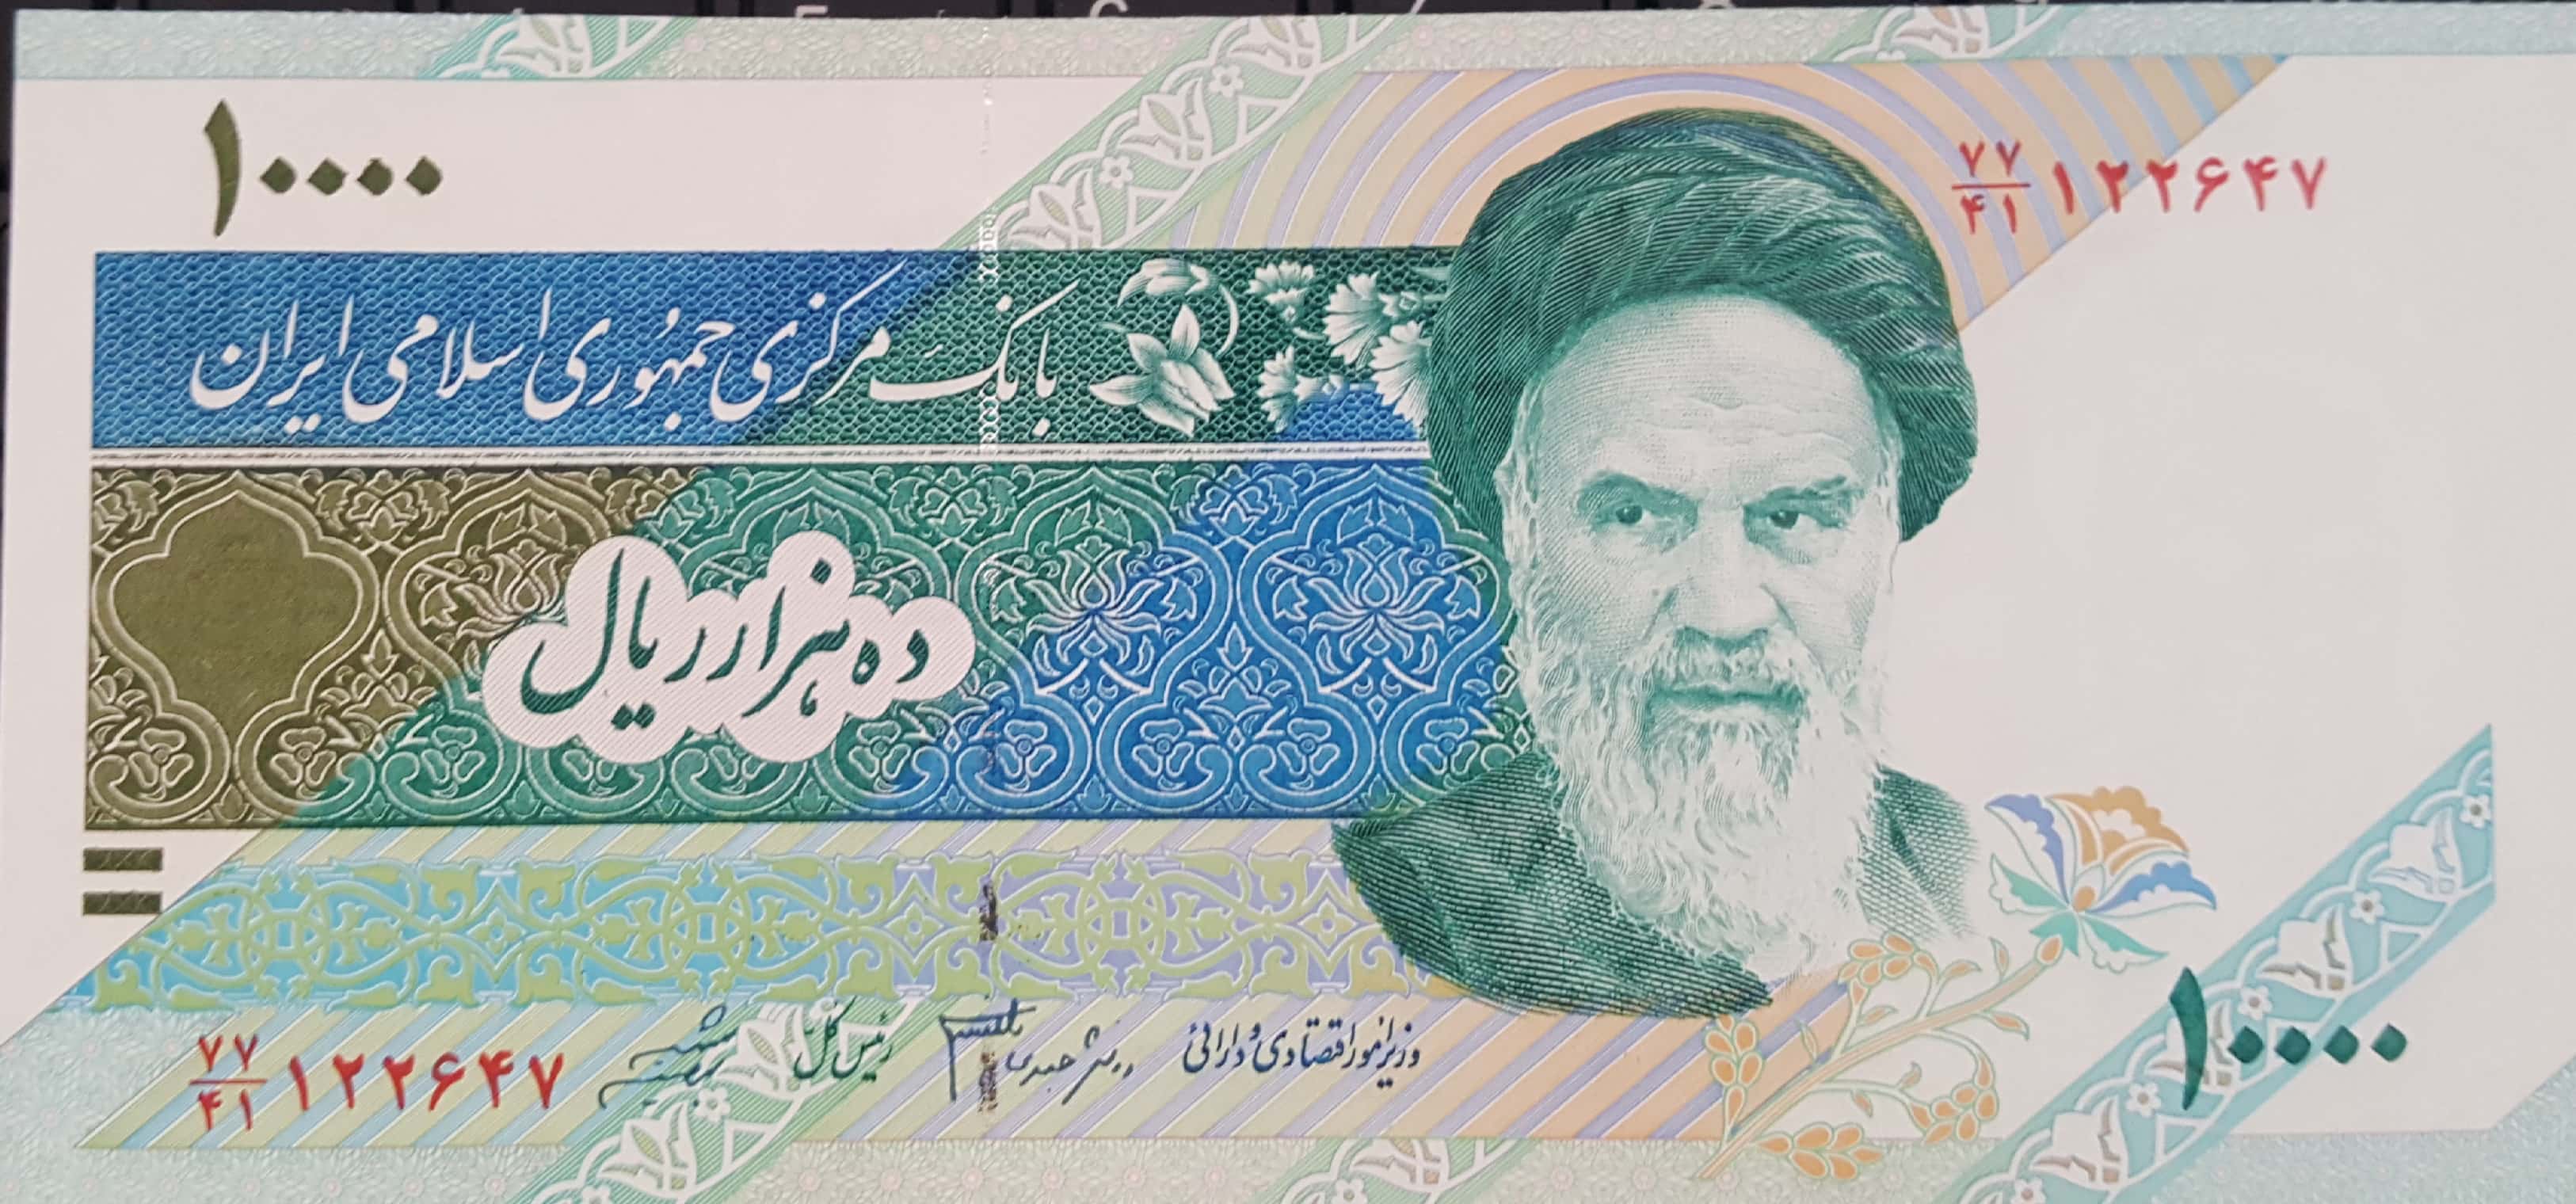 ۱۰۰۰۰
۷۷/۴۱ ۱۲۲۶۴۷
بانک مرکزی جمهوری اسلامی ایران
ده هزار ریال
وزیر امور اقتصادی و دارائی
رئیس کل
۷۷/۴۱ ۱۲۲۶۴۷
۱۰۰۰۰